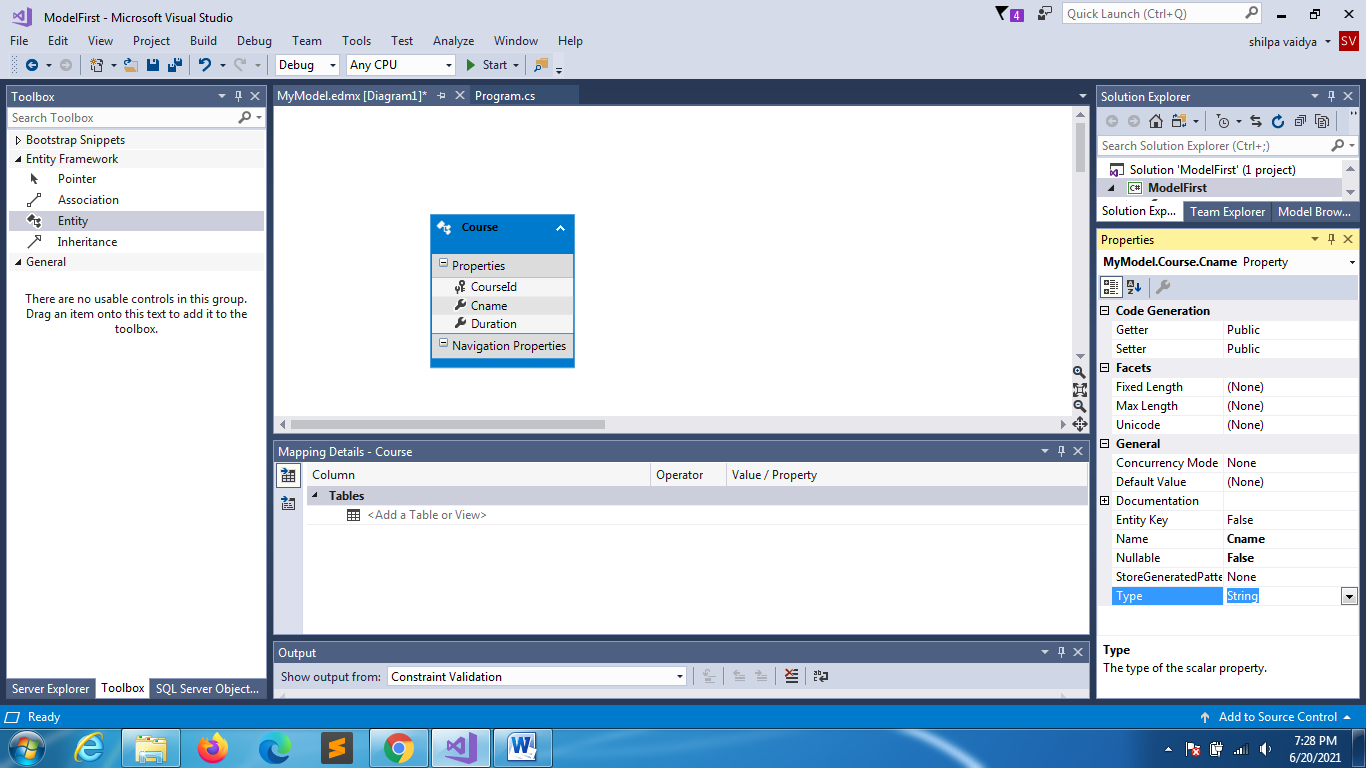 ModelFirst - Microsoft Visual Studio
4
Quick Launch (Ctrl+Q)
File Edit View Project Build Debug Team Tools Test Analyze Window Help
shilpa vaidya SV
Debug Any CPU Start
Toolbox
Search Toolbox
Bootstrap Snippets
Entity Framework
Pointer
Association
Entity
Inheritance
General
There are no usable controls in this group.
Drag an item onto this text to add it to the
toolbox.
Server Explorer Toolbox SQL Server Object...
MyModel.edmx [Diagram1]* Program.cs
Course
Properties
CourseId
Cname
Duration
Navigation Properties
Mapping Details - Course
Column Operator Value / Property
Tables
<Add a Table or View>
Output
Show output from: Constraint Validation
Solution Explorer
Search Solution Explorer (Ctrl+;)
Solution 'ModelFirst' (1 project)
C# ModelFirst
Solution Exp... Team Explorer Model Brow...
Properties
MyModel.Course.Cname Property
Code Generation
Getter Public
Setter Public
Facets
Fixed Length (None)
Max Length (None)
Unicode (None)
General
Concurrency Mode None
Default Value (None)
Documentation
Entity Key False
Name Cname
Nullable False
StoreGeneratedPatte None
Type String
Type
The type of the scalar property.
Ready
Add to Source Control
7:28 PM
6/20/2021